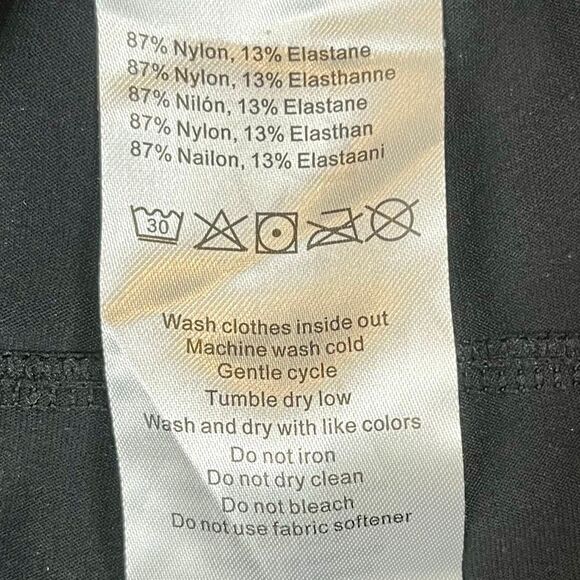 87% Nylon, 13% Elastane
87% Nylon, 13% Elasthanne
87% Nilón, 13% Elastane
87% Nylon, 13% Elasthan
87% Nailon, 13% Elastaani
30
Wash clothes inside out
Machine wash cold
Gentle cycle
Tumble dry low
Wash and dry with like colors
Do not iron
Do not dry clean
Do not bleach
Do not use fabric softener